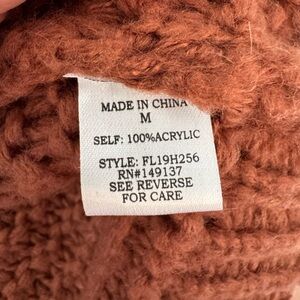 MADE IN CHINA
M
SELF: 100%ACRYLIC
STYLE: FL19H256
RN#149137
SEE REVERSE
FOR CARE